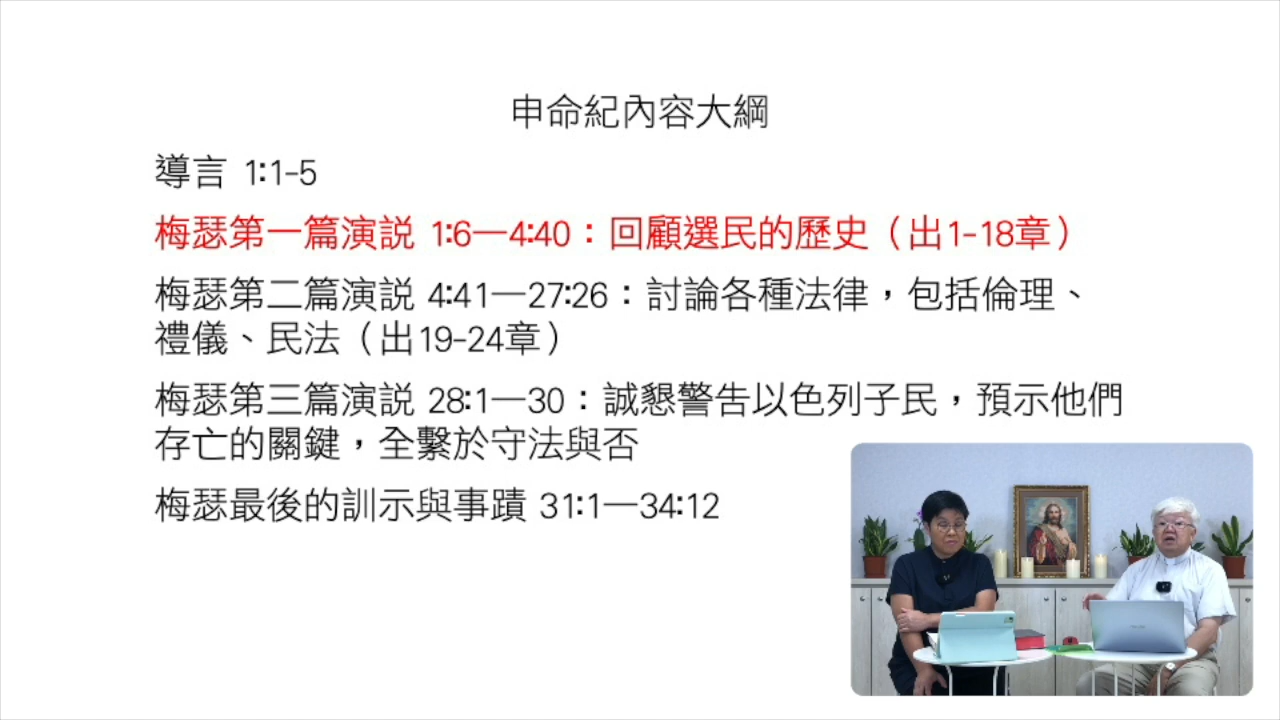 申命紀內容大綱
導言 1:1-5
梅瑟第一篇演説 1:6—4:40：回顧選民的歷史（出1-18章）
梅瑟第二篇演説 4:41—27:26：討論各種法律，包括倫理、
禮儀、民法（出19-24章）
梅瑟第三篇演説 28:1—30：誠懇警告以色列子民，預示他們
存亡的關鍵，全繫於守法與否
梅瑟最後的訓示與事蹟 31:1—34:12